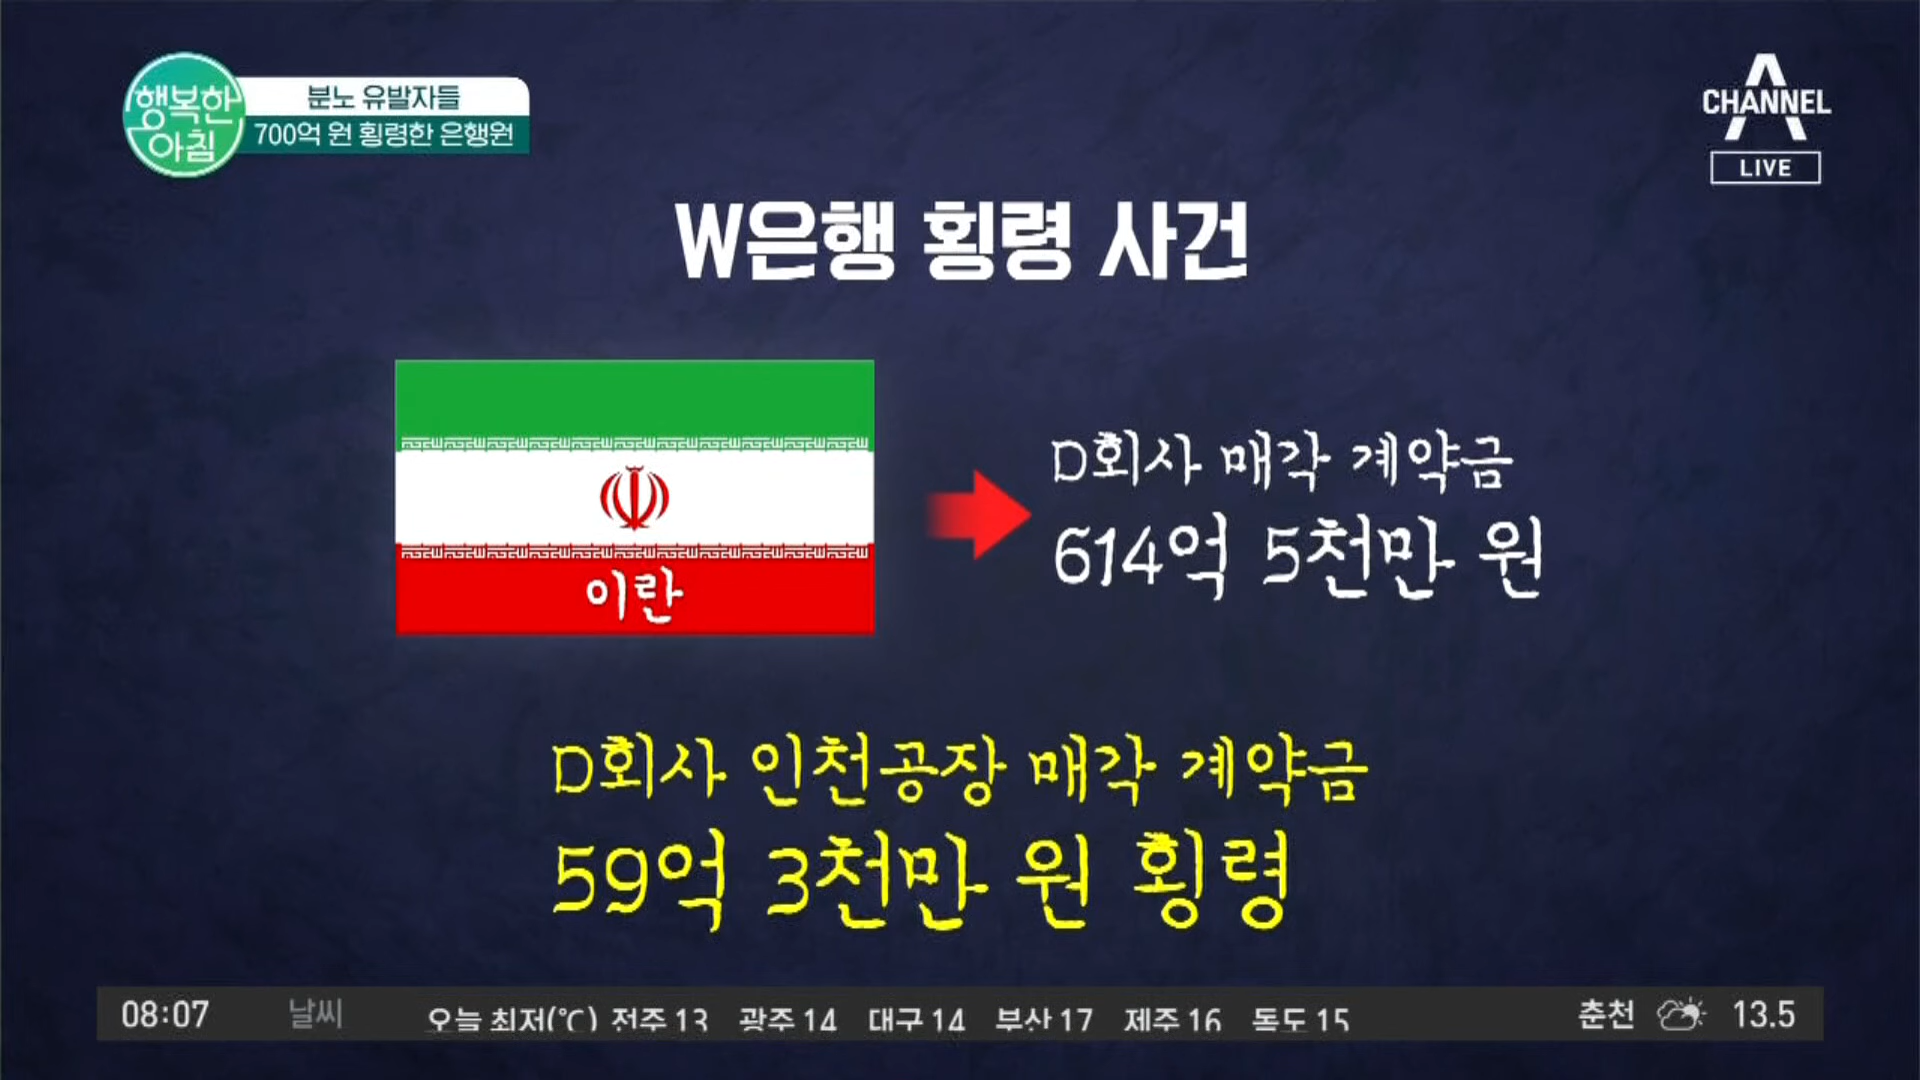 행복한
아침
분노 유발자들
700억 원 횡령한 은행원
CHANNEL
A
LIVE
W은행 횡령 사건
이란
D회사 매각 계약금
614억 5천만 원
D회사 인천공장 매각 계약금
59억 3천만 원 횡령
08:07 날씨 오늘 최저(℃) 전주 13 광주 14 대구 14 부산 17 제주 16 독도 15 춘천 13.5